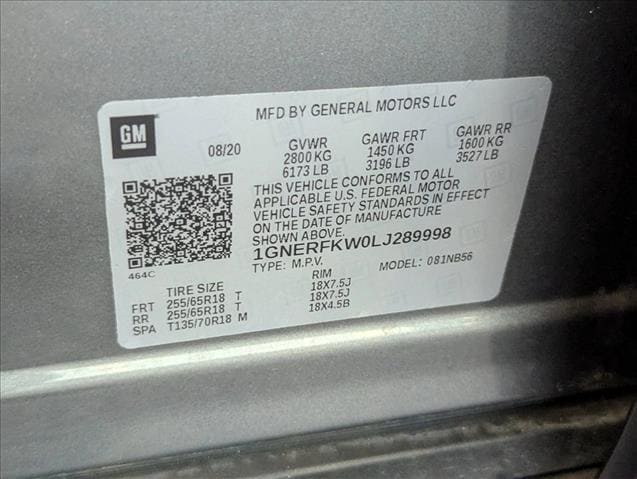 MFD BY GENERAL MOTORS LLC
GM
08/20 GVWR GAWR FRT GAWR RR
2800 KG 1450 KG 1600 KG
6173 LB 3196 LB 3527 LB
THIS VEHICLE CONFORMS TO ALL
APPLICABLE U.S. FEDERAL MOTOR
VEHICLE SAFETY STANDARDS IN EFFECT
ON THE DATE OF MANUFACTURE
SHOWN ABOVE.
1GNERFKW0LJ289998
464C
TYPE: M.P.V. MODEL: 081NB56
TIRE SIZE RIM
FRT 255/65R18 T 18X7.5J
RR 255/65R18 T 18X7.5J
SPA T135/70R18 M 18X4.5B